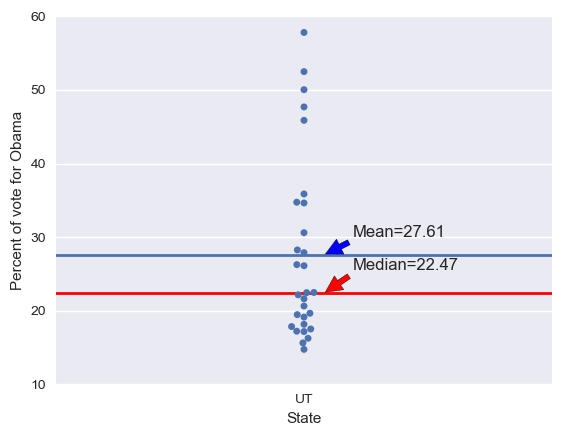 60
50
40
30
20
10
Percent of vote for Obama
Mean=27.61
Median=22.47
UT
State